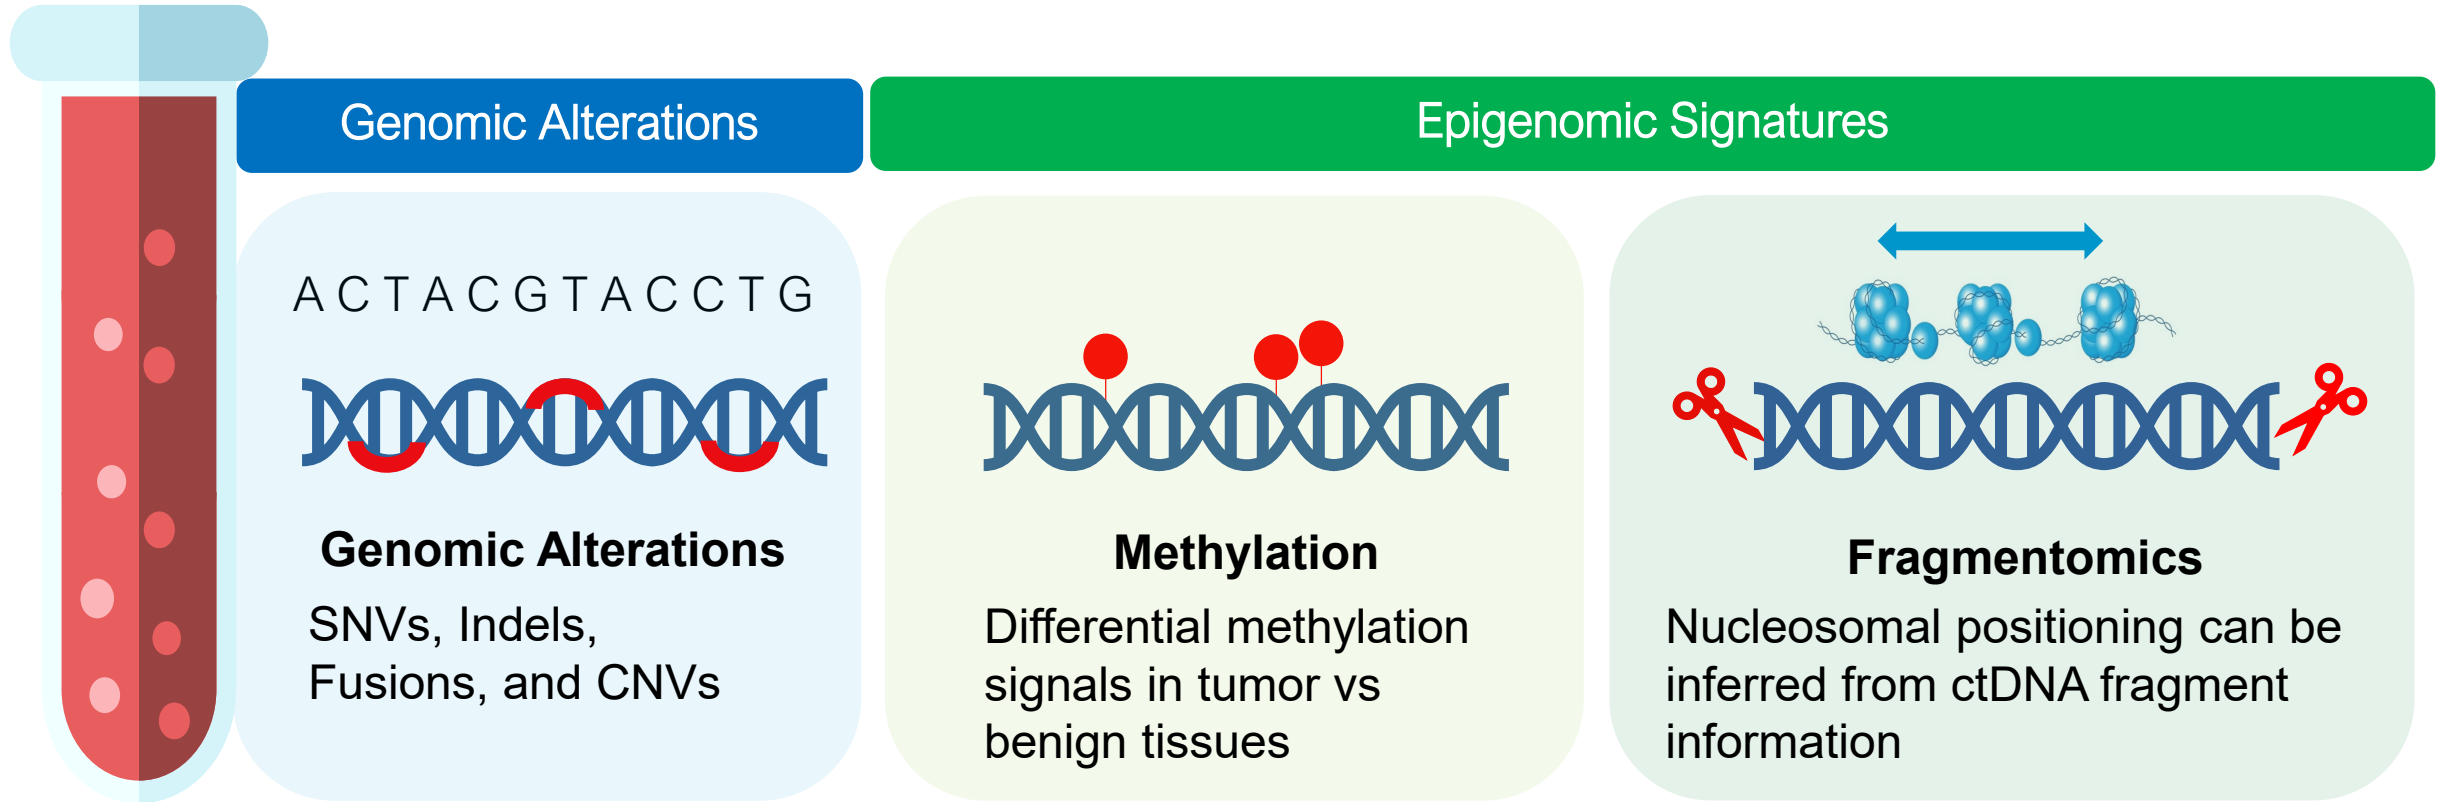 Genomic Alterations
Epigenomic Signatures
A C T A C G T A C C T G
Genomic Alterations
SNVs, Indels,
Fusions, and CNVs
Methylation
Differential methylation
signals in tumor vs
benign tissues
Fragmentomics
Nucleosomal positioning can be
inferred from ctDNA fragment
information